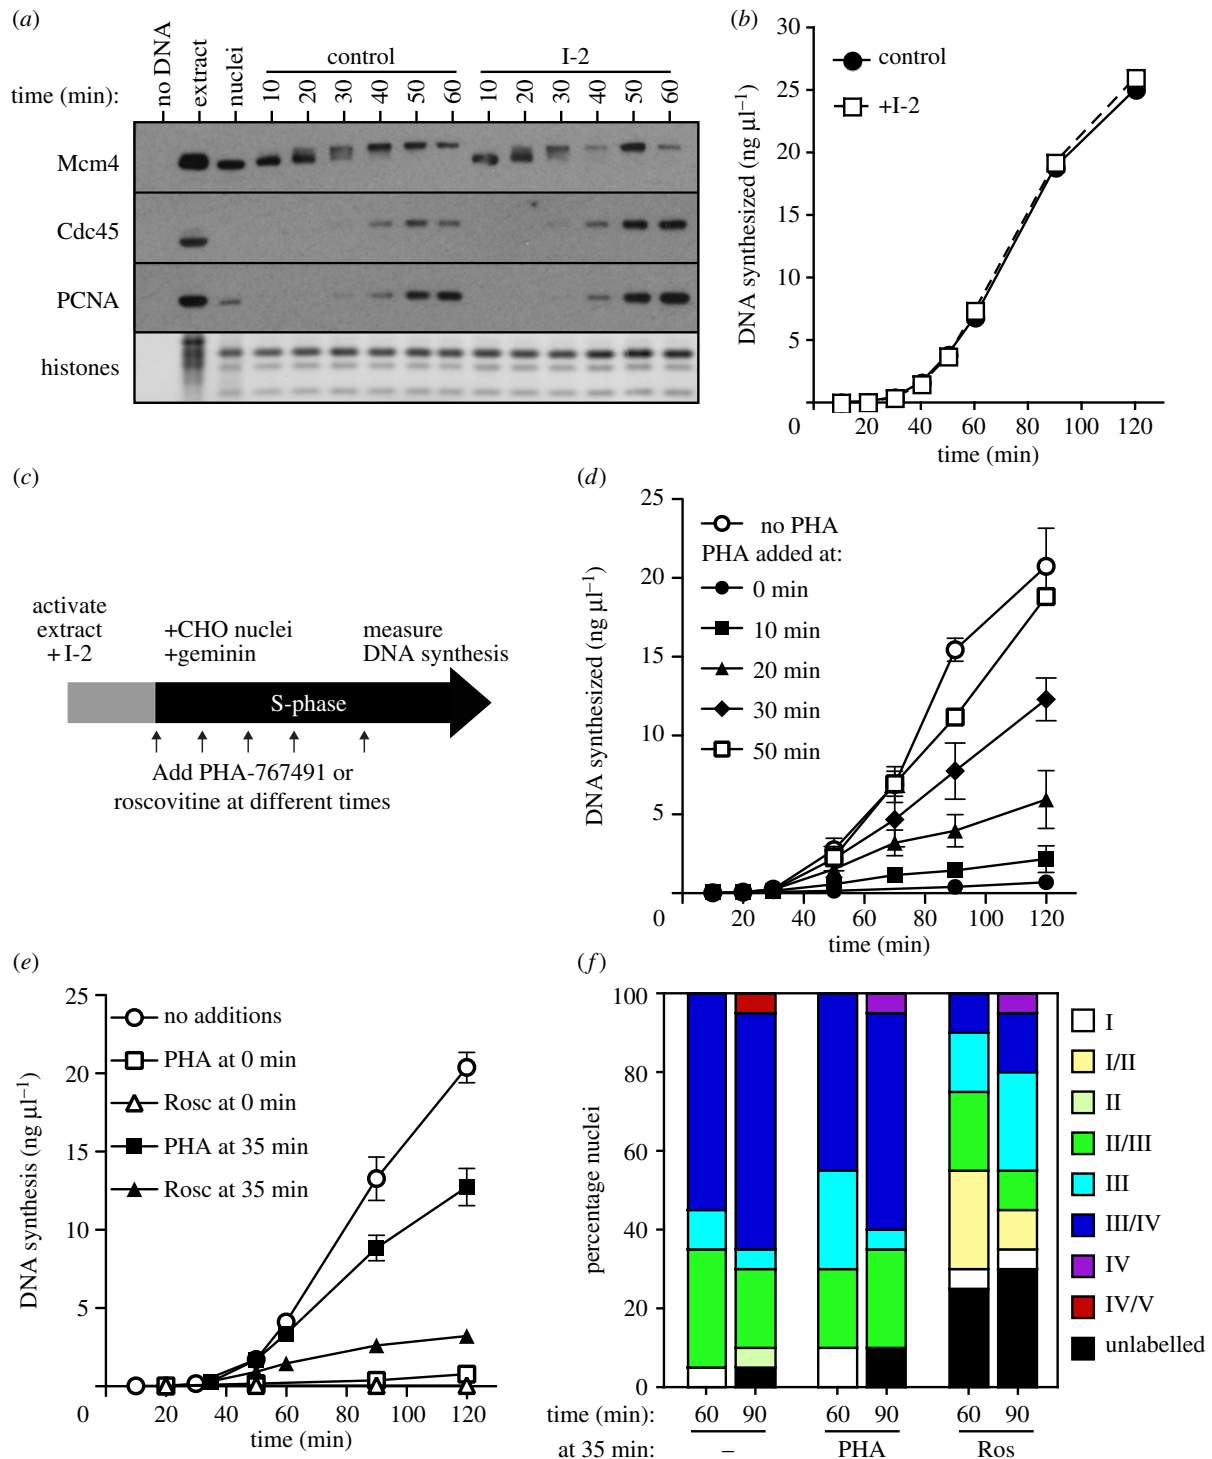 (a)
no DNA
extract
nuclei
control
I-2
time (min):
10 20 30 40 50 60 10 20 30 40 50 60
Mcm4
Cdc45
PCNA
histones
(b)
30
25
20
15
10
5
0 20 40 60 80 100 120
DNA synthesized (ng µl⁻¹)
time (min)
control
+I-2
(c)
activate
extract
+ I-2
+CHO nuclei
+geminin
measure
DNA synthesis
S-phase
Add PHA-767491 or
roscovitine at different times
(d)
25
20
15
10
5
0 20 40 60 80 100 120
DNA synthesized (ng µl⁻¹)
time (min)
no PHA
PHA added at:
0 min
10 min
20 min
30 min
50 min
(e)
25
20
15
10
5
0 20 40 60 80 100 120
DNA synthesis (ng µl⁻¹)
time (min)
no additions
PHA at 0 min
Rosc at 0 min
PHA at 35 min
Rosc at 35 min
(f)
100
80
60
40
20
0
percentage nuclei
I
I/II
II
II/III
III
III/IV
IV
IV/V
unlabelled
time (min): 60 90 60 90 60 90
at 35 min: – PHA Ros